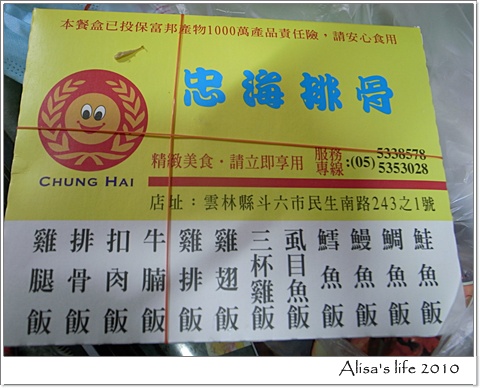 本餐盒已投保富邦產物1000萬產品責任險，請安心食用
忠海排骨
CHUNG HAI
精緻美食，請立即享用
服務專線:(05) 5338578
5353028
店址：雲林縣斗六市民生南路243之1號
雞腿飯
排骨飯
扣肉飯
牛腩飯
雞排飯
雞翅飯
三杯雞飯
虱目魚飯
鱈魚飯
鰻魚飯
鯛魚飯
鮭魚飯
Alisa's life 2010